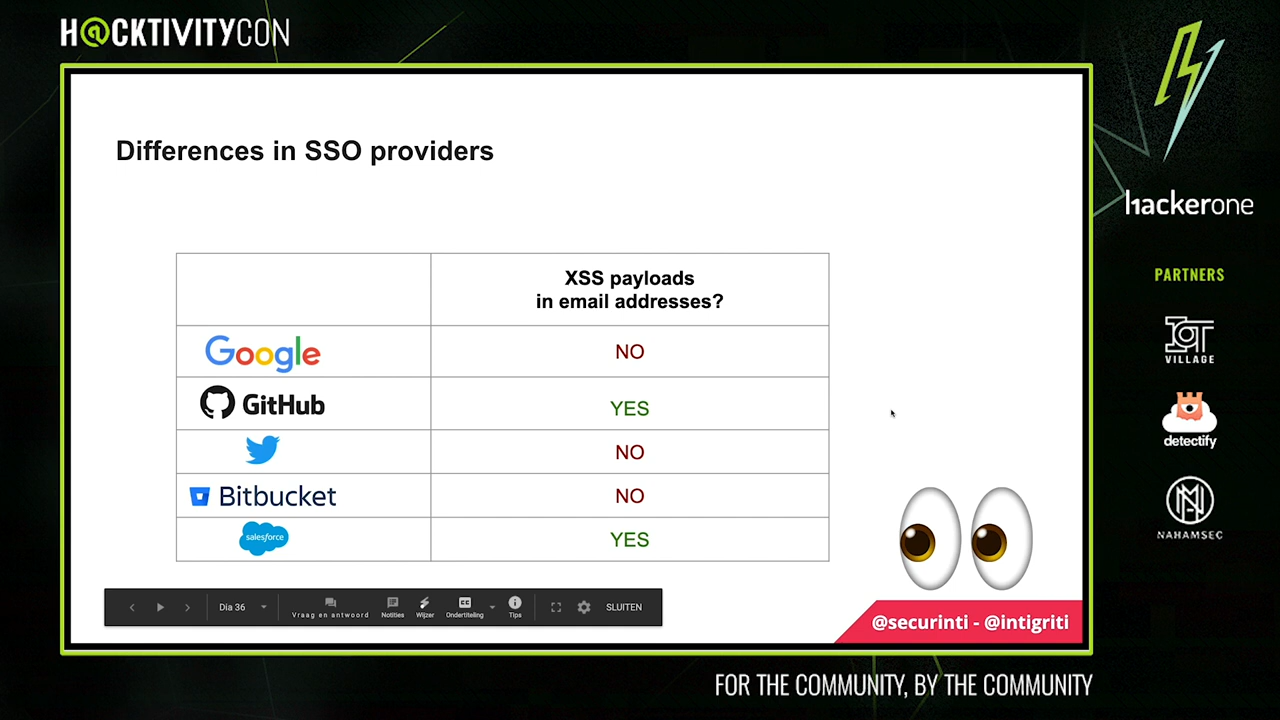 H@CKTIVITYCON
Differences in SSO providers
XSS payloads
in email addresses?
Google
NO
GitHub
YES
NO
Bitbucket
NO
salesforce
YES
Dia 36
Vraag en antwoord
Notities
Wijzer
Ondertiteling
Tips
SLUITEN
@securinti - @intigriti
hackerone
PARTNERS
IOT
VILLAGE
detectify
NAHAMSEC
FOR THE COMMUNITY, BY THE COMMUNITY